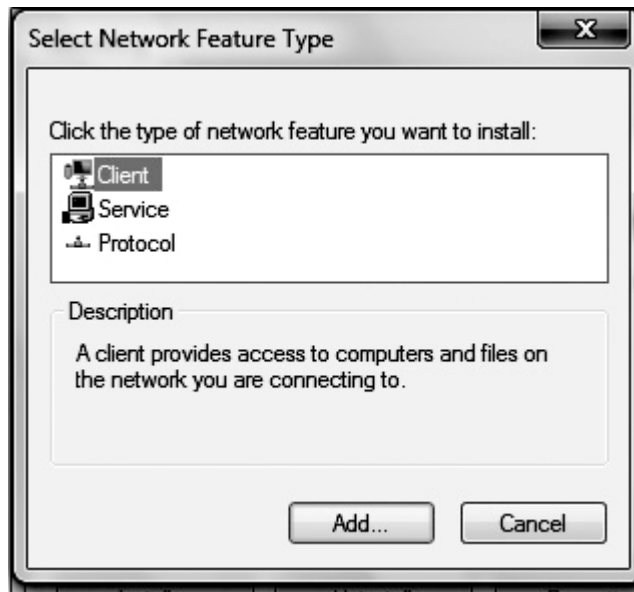 Select Network Feature Type
Click the type of network feature you want to install:
Client
Service
Protocol
Description
A client provides access to computers and files on
the network you are connecting to.
Add...
Cancel